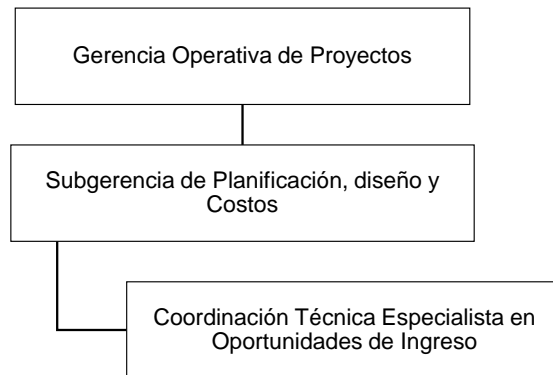 Gerencia Operativa de Proyectos
Subgerencia de Planificación, diseño y
Costos
Coordinación Técnica Especialista en
Oportunidades de Ingreso